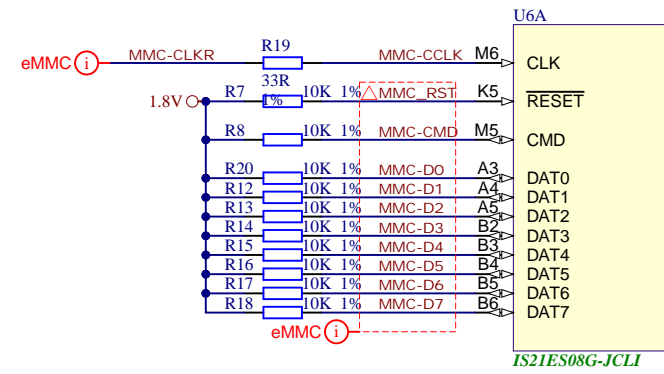 U6A
eMMC i MMC-CLKR R19 33R 1% MMC-CCLK M6 CLK
1.8V R7 10K 1% MMC_RST K5 RESET
R8 10K 1% MMC-CMD M5 CMD
R20 10K 1% MMC-D0 A3 DAT0
R12 10K 1% MMC-D1 A4 DAT1
R13 10K 1% MMC-D2 A5 DAT2
R14 10K 1% MMC-D3 B2 DAT3
R15 10K 1% MMC-D4 B3 DAT4
R16 10K 1% MMC-D5 B4 DAT5
R17 10K 1% MMC-D6 B5 DAT6
R18 10K 1% MMC-D7 B6 DAT7
eMMC i
IS21ES08G-JCLI